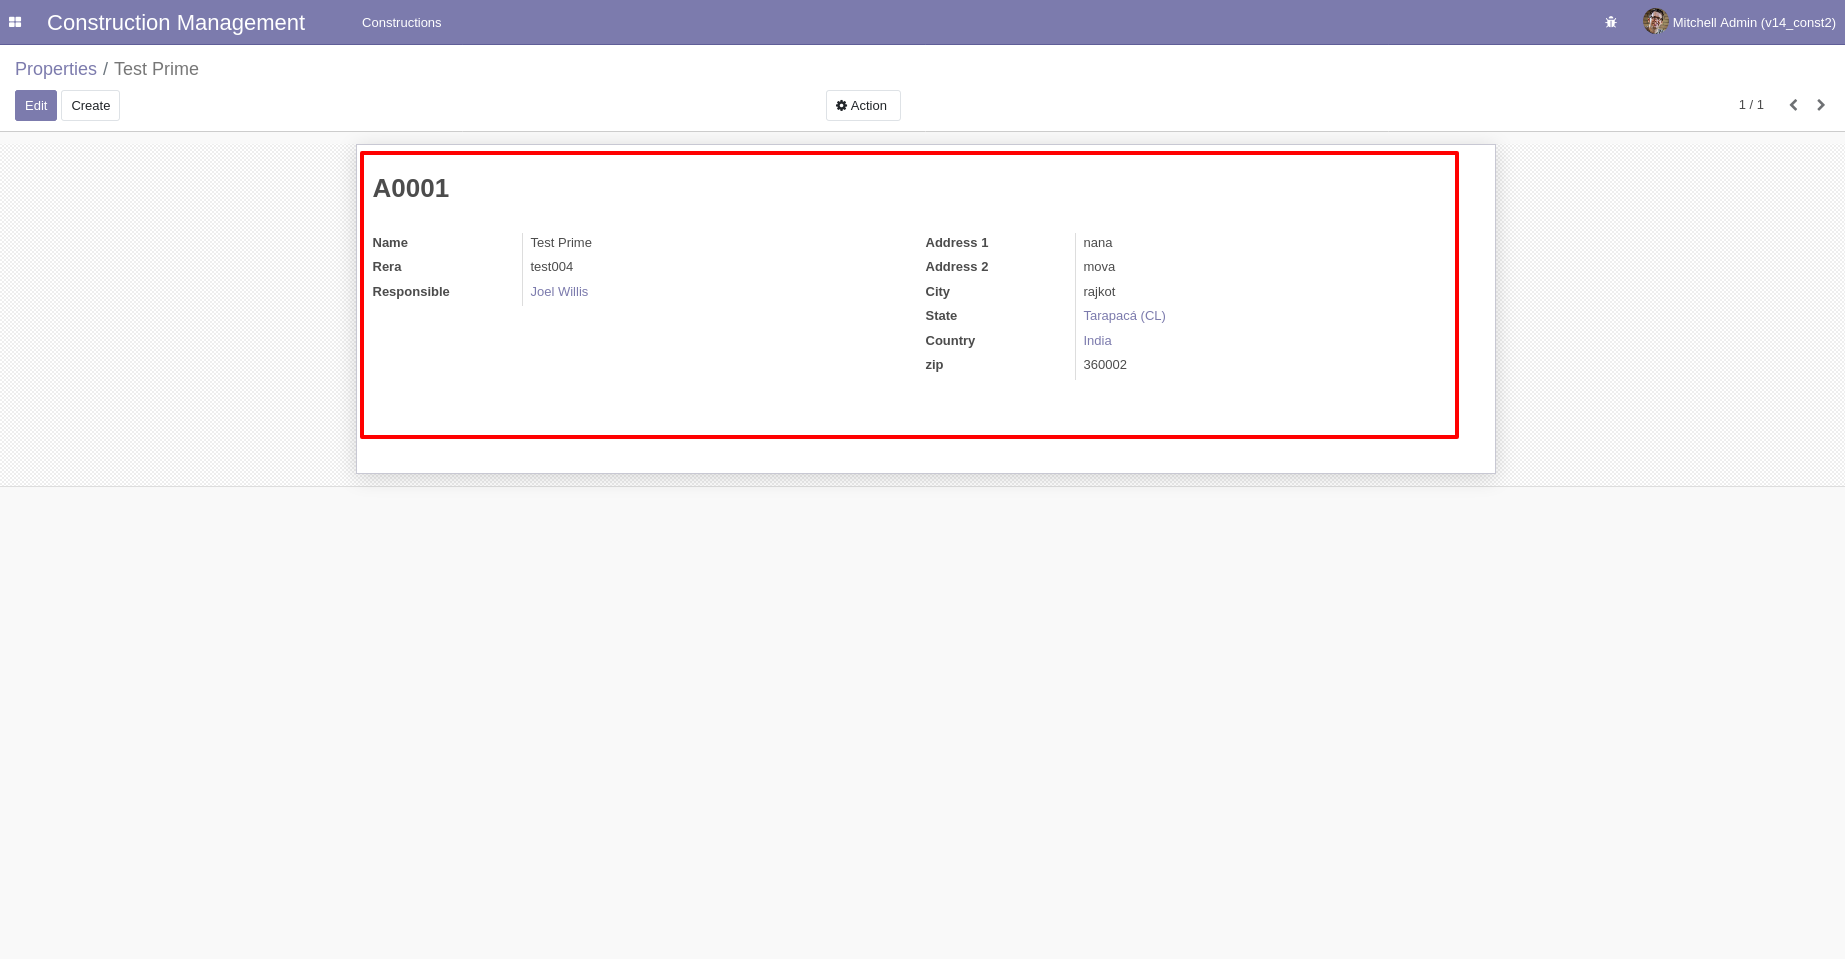 Construction Management Constructions Mitchell Admin (v14_const2)
Properties / Test Prime
Edit Create Action 1 / 1
A0001
Name Test Prime Address 1 nana
Rera test004 Address 2 mova
Responsible Joel Willis City rajkot
State Tarapacá (CL)
Country India
zip 360002